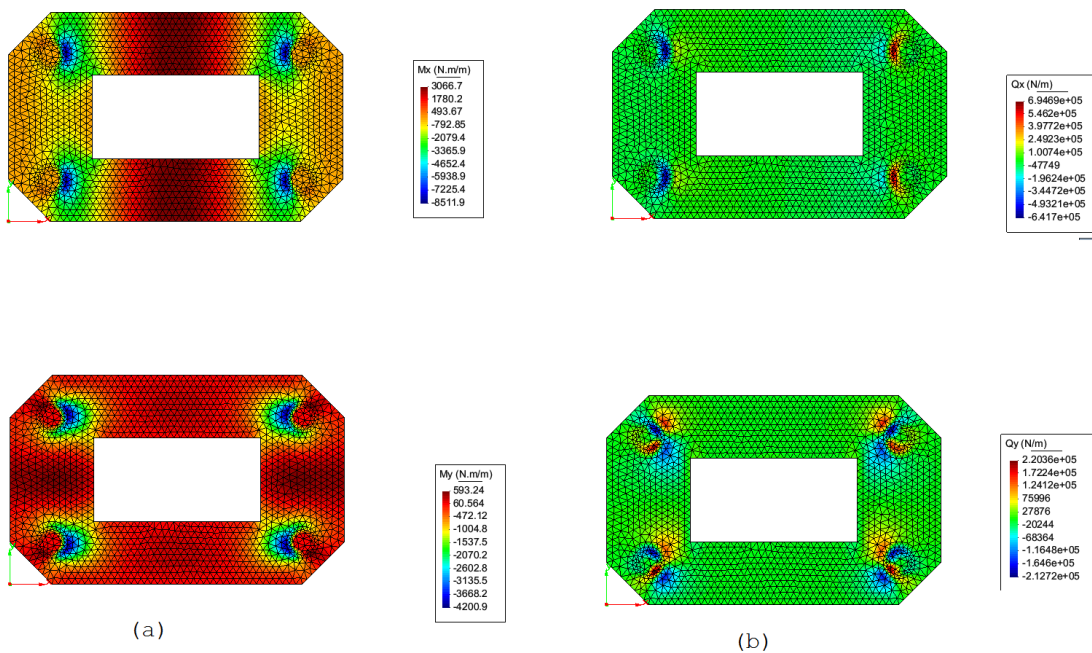 Mx (N.m/m)
3066.7
1780.2
493.67
-792.85
-2079.4
-3365.9
-4652.4
-5938.9
-7225.4
-8511.9
Qx (N/m)
6.9469e+05
5.462e+05
3.9772e+05
2.4923e+05
1.0074e+05
-47749
-1.9624e+05
-3.4472e+05
-4.9321e+05
-6.417e+05
My (N.m/m)
593.24
60.564
-472.12
-1004.8
-1537.5
-2070.2
-2602.8
-3135.5
-3668.2
-4200.9
Qy (N/m)
2.2036e+05
1.7224e+05
1.2412e+05
75996
27876
-20244
-68364
-1.1648e+05
-1.646e+05
-2.1272e+05
(a)
(b)